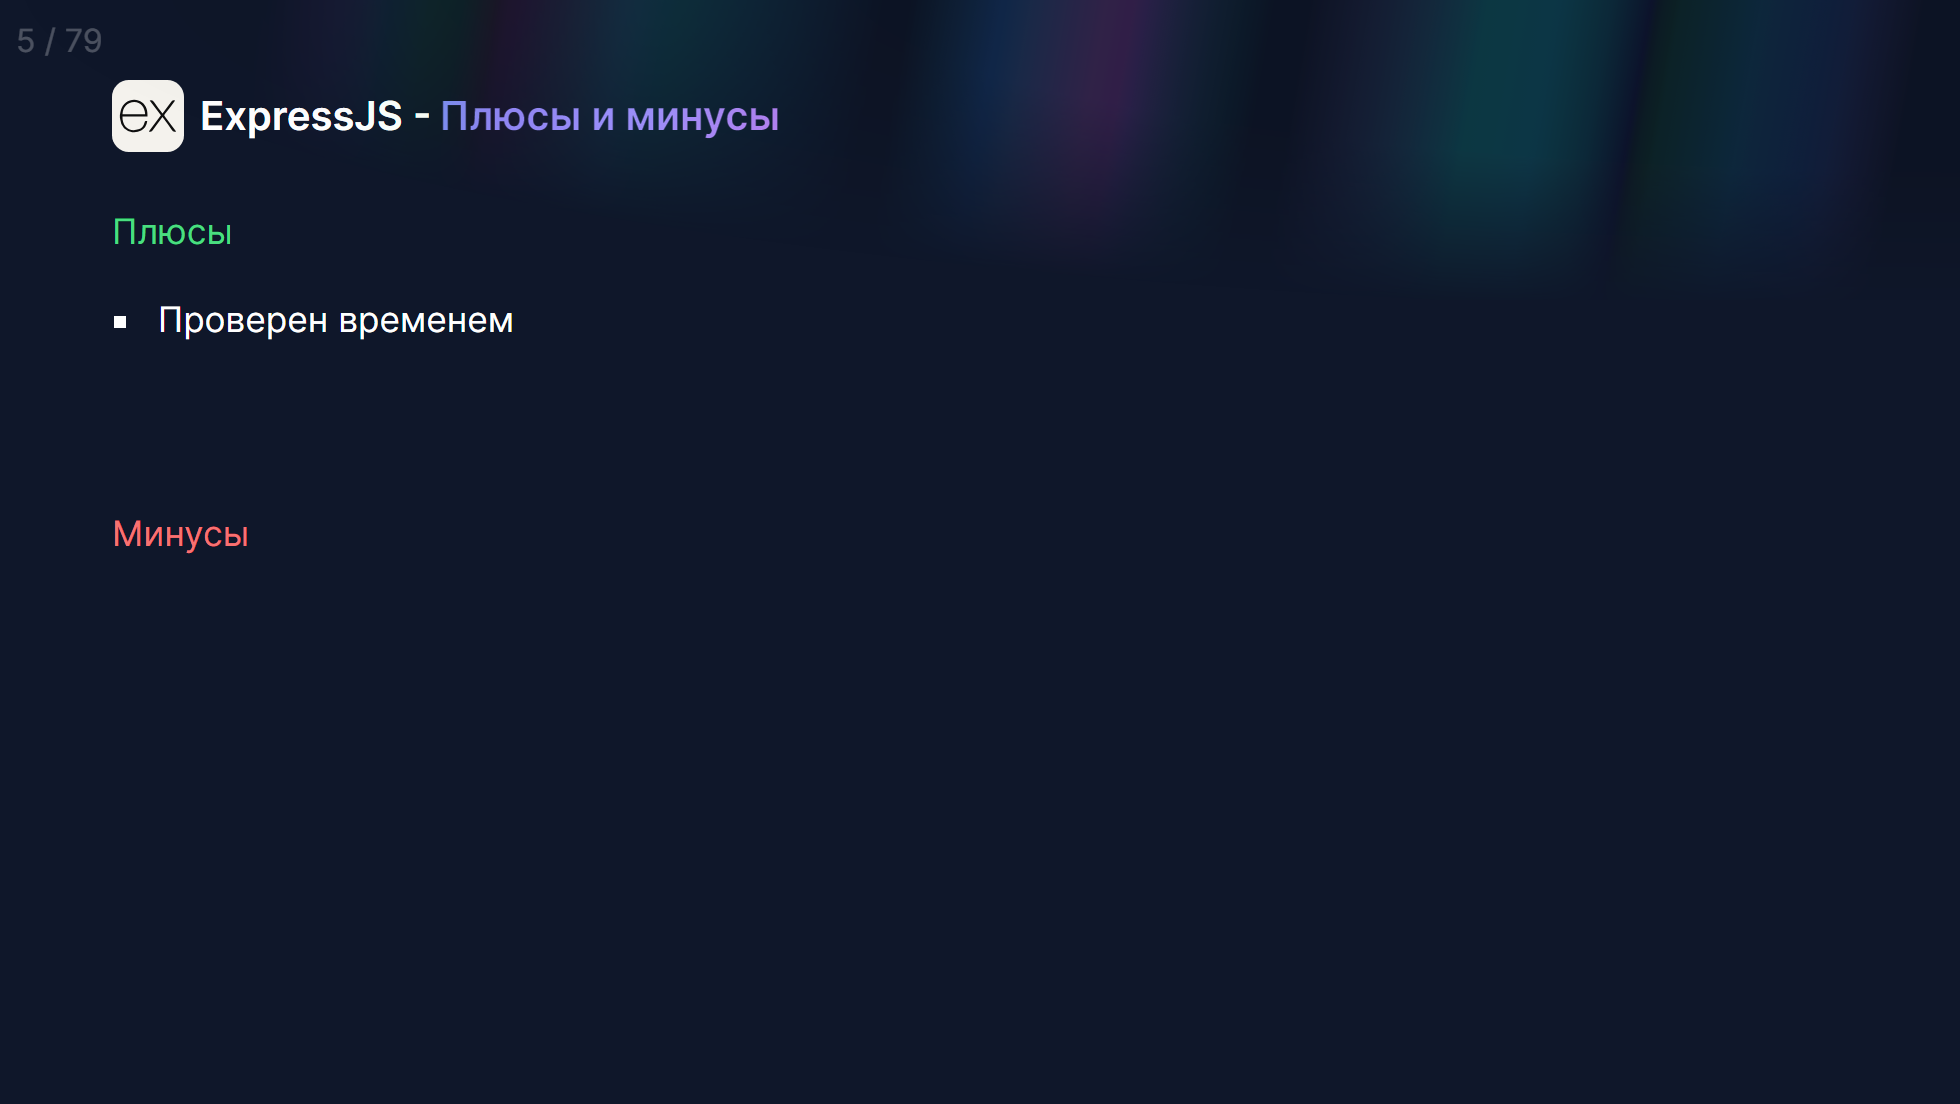 5 / 79
ex ExpressJS - Плюсы и минусы
Плюсы
▪ Проверен временем
Минусы